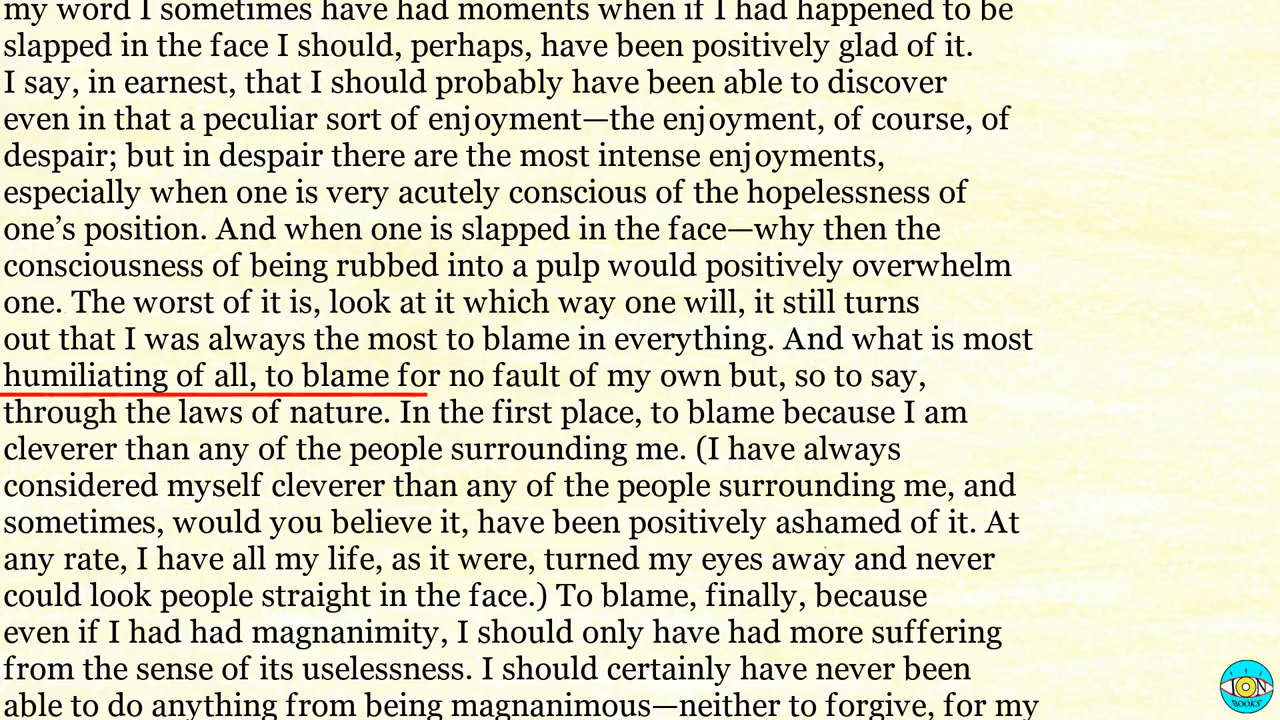 my word I sometimes have had moments when if I had happened to be
slapped in the face I should, perhaps, have been positively glad of it.
I say, in earnest, that I should probably have been able to discover
even in that a peculiar sort of enjoyment—the enjoyment, of course, of
despair; but in despair there are the most intense enjoyments,
especially when one is very acutely conscious of the hopelessness of
one’s position. And when one is slapped in the face—why then the
consciousness of being rubbed into a pulp would positively overwhelm
one. The worst of it is, look at it which way one will, it still turns
out that I was always the most to blame in everything. And what is most
humiliating of all, to blame for no fault of my own but, so to say,
through the laws of nature. In the first place, to blame because I am
cleverer than any of the people surrounding me. (I have always
considered myself cleverer than any of the people surrounding me, and
sometimes, would you believe it, have been positively ashamed of it. At
any rate, I have all my life, as it were, turned my eyes away and never
could look people straight in the face.) To blame, finally, because
even if I had had magnanimity, I should only have had more suffering
from the sense of its uselessness. I should certainly have never been
able to do anything from being magnanimous—neither to forgive, for my
ION
BOOKS